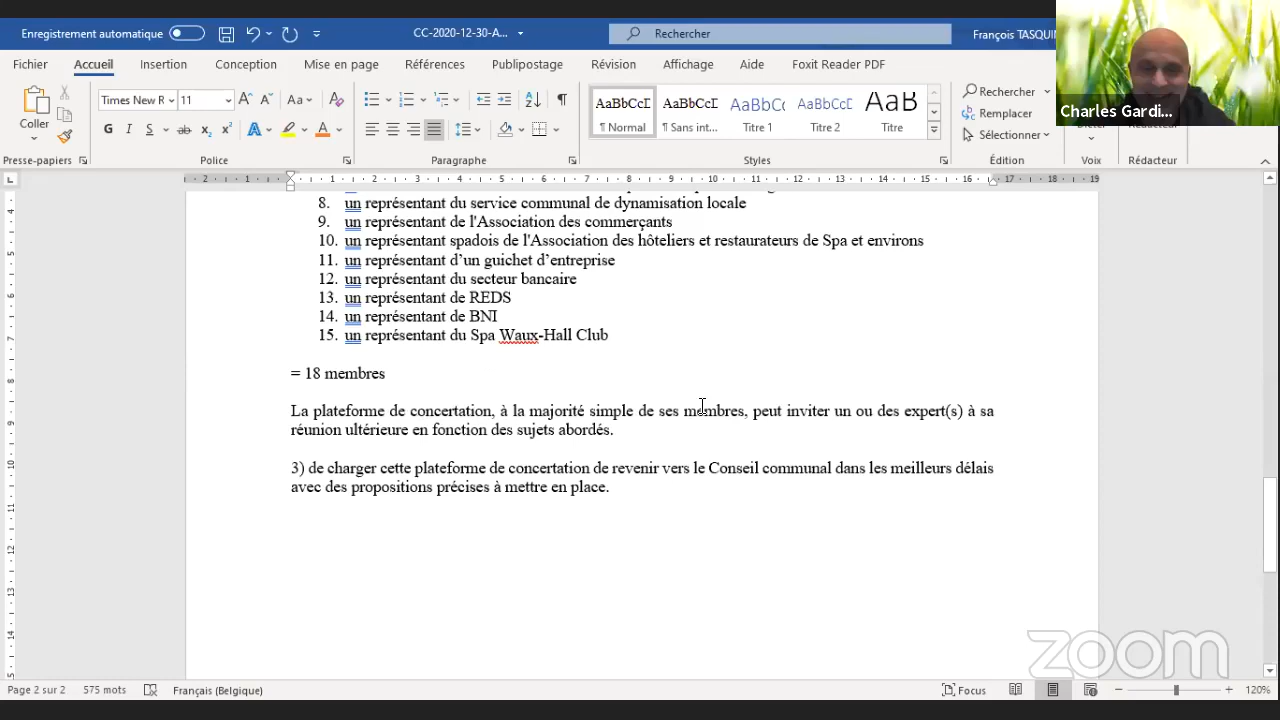 Enregistrement automatique
CC-2020-12-30-A...
Rechercher
François TASQUIN
Fichier Accueil Insertion Conception Mise en page Références Publipostage Révision Affichage Aide Foxit Reader PDF
Charles Gardi...
Coller
Times New R 11
AaBbCcD AaBbCcD AaBbCc AaBbCcD AaB
¶ Normal ¶ Sans int... Titre 1 Titre 2 Titre
Rechercher
Remplacer
Sélectionner
Presse-papiers Police Paragraphe Styles Édition Voix Rédacteur
8. un représentant du service communal de dynamisation locale
9. un représentant de l'Association des commerçants
10. un représentant spadois de l'Association des hôteliers et restaurateurs de Spa et environs
11. un représentant d’un guichet d’entreprise
12. un représentant du secteur bancaire
13. un représentant de REDS
14. un représentant de BNI
15. un représentant du Spa Waux-Hall Club
= 18 membres
La plateforme de concertation, à la majorité simple de ses membres, peut inviter un ou des expert(s) à sa
réunion ultérieure en fonction des sujets abordés.
3) de charger cette plateforme de concertation de revenir vers le Conseil communal dans les meilleurs délais
avec des propositions précises à mettre en place.
zoom
Page 2 sur 2 575 mots Français (Belgique) Focus 120%